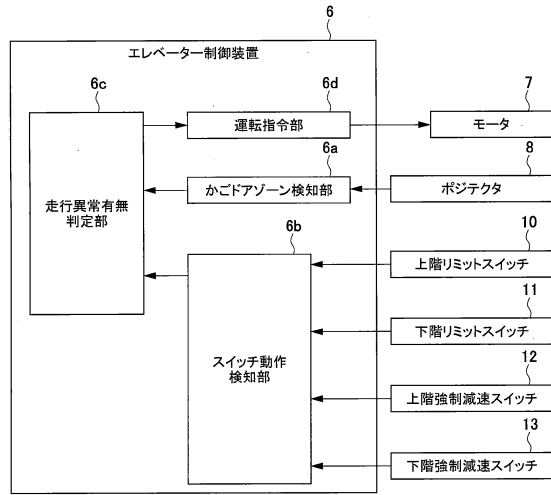 6
エレベーター制御装置
6c
走行異常有無
判定部
6d
運転指令部
7
モータ
6a
かごドアゾーン検知部
8
ポジテクタ
6b
スイッチ動作
検知部
10
上階リミットスイッチ
11
下階リミットスイッチ
12
上階強制減速スイッチ
13
下階強制減速スイッチ